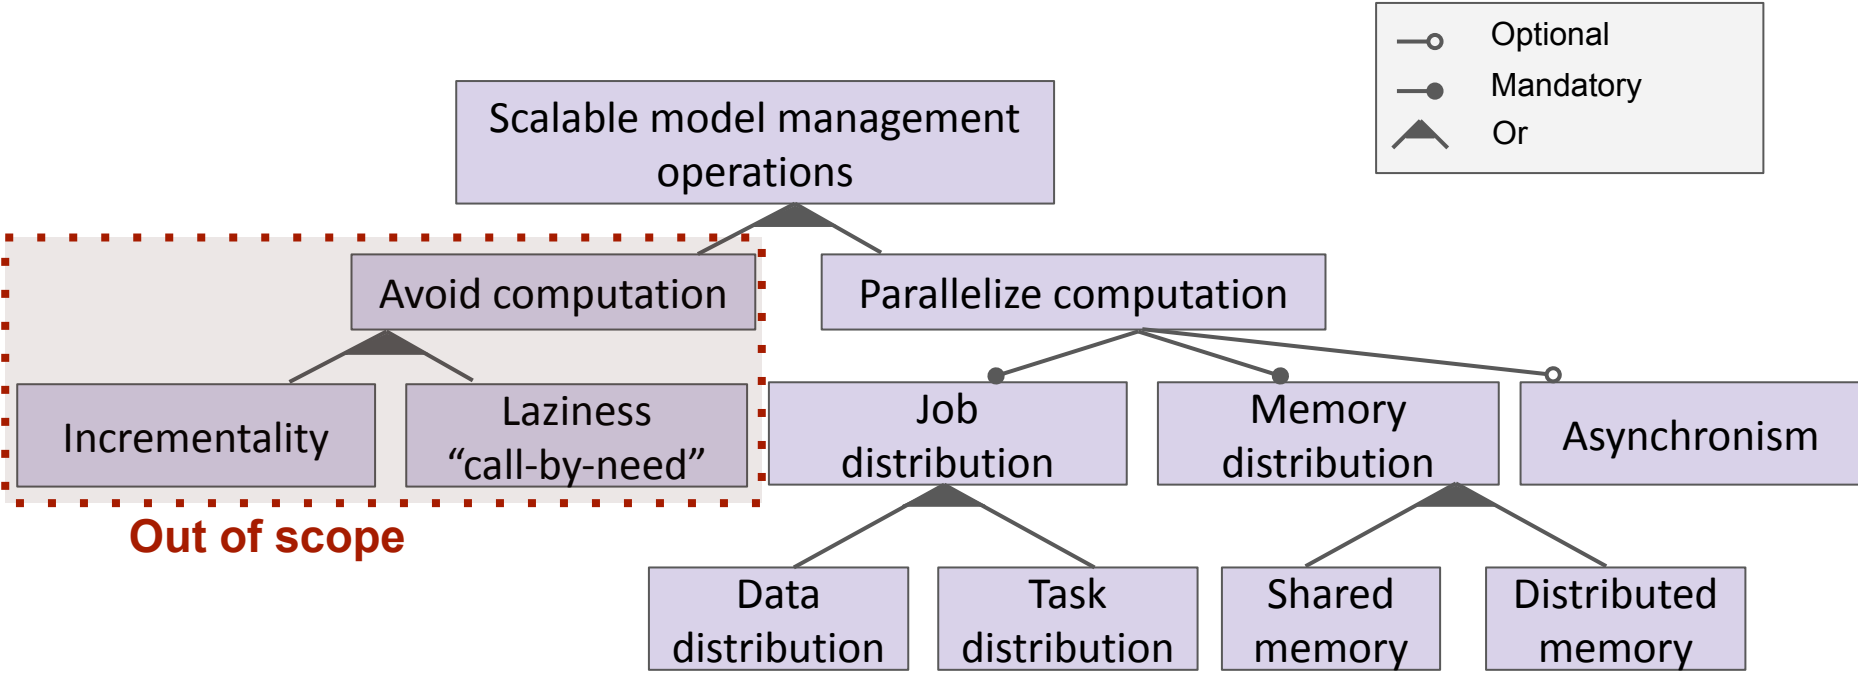 Optional
Mandatory
Or
Scalable model management
operations
Avoid computation
Parallelize computation
Incrementality
Laziness
“call-by-need”
Job
distribution
Memory
distribution
Asynchronism
Out of scope
Data
distribution
Task
distribution
Shared
memory
Distributed
memory